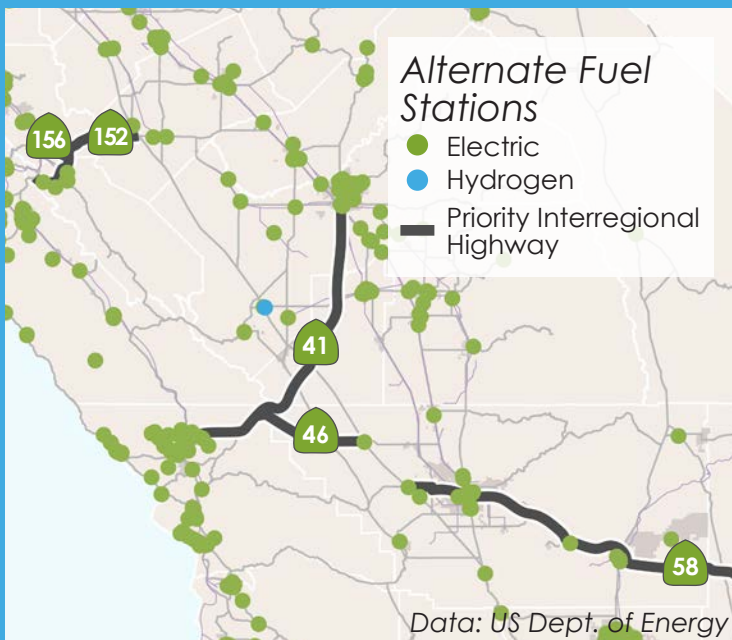 Alternate Fuel
Stations
Electric
Hydrogen
Priority Interregional
Highway
156
152
41
46
58
Data: US Dept. of Energy